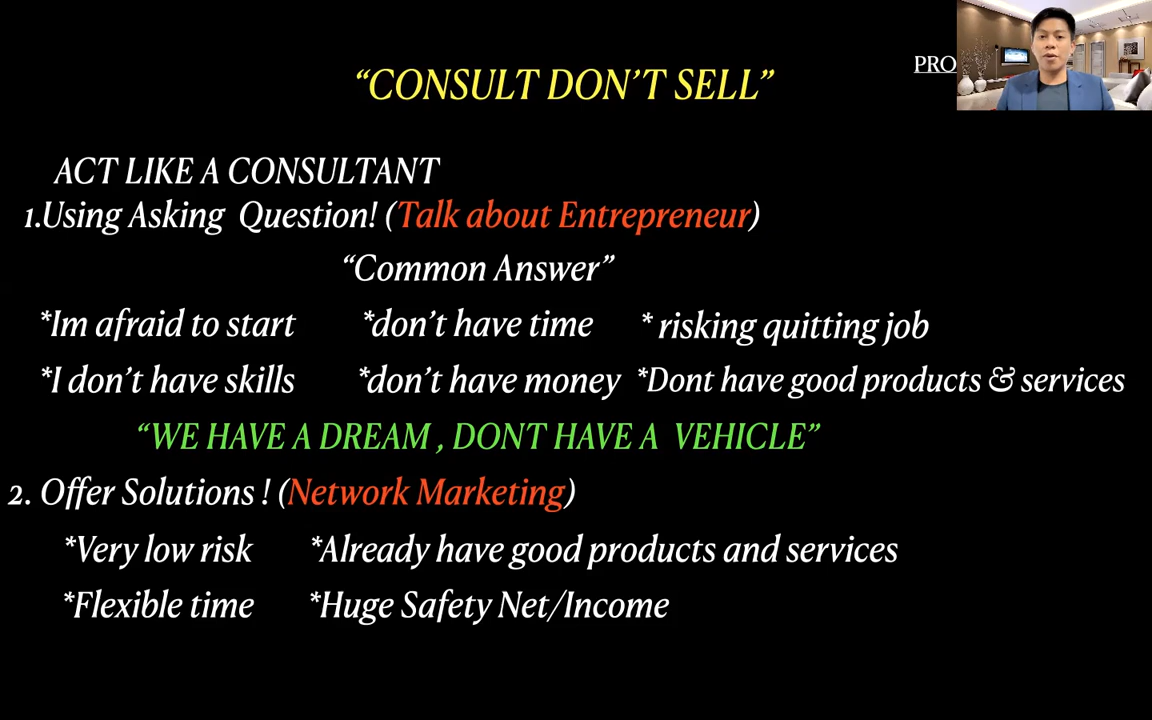 “CONSULT DON’T SELL”
PRO
ACT LIKE A CONSULTANT
1.Using Asking Question! (Talk about Entrepreneur)
“Common Answer”
*Im afraid to start *don’t have time * risking quitting job
*I don’t have skills *don’t have money *Dont have good products & services
“WE HAVE A DREAM , DONT HAVE A VEHICLE”
2. Offer Solutions ! (Network Marketing)
*Very low risk *Already have good products and services
*Flexible time *Huge Safety Net/Income